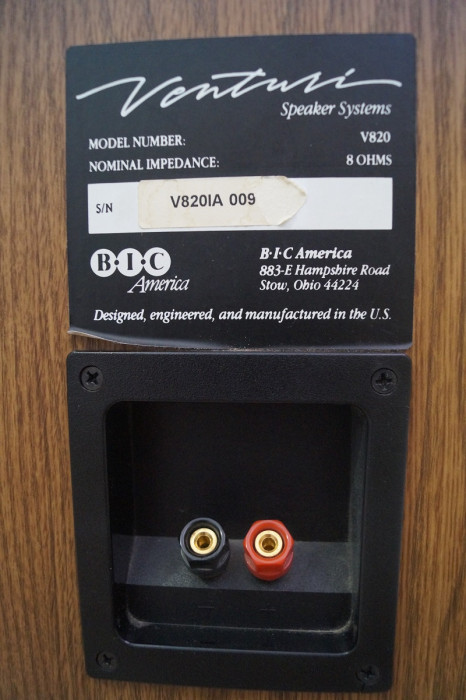 Venturi
Speaker Systems
MODEL NUMBER: V820
NOMINAL IMPEDANCE: 8 OHMS
S/N V820IA 009
B·I·C
America
B·I·C America
883-E Hampshire Road
Stow, Ohio 44224
Designed, engineered, and manufactured in the U.S.